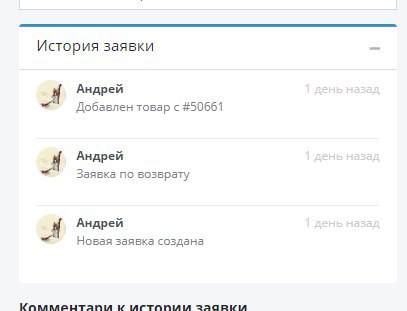 История заявки
Андрей
1 день назад
Добавлен товар с #50661
Андрей
1 день назад
Заявка по возврату
Андрей
1 день назад
Новая заявка создана
Комментари к истории заявки